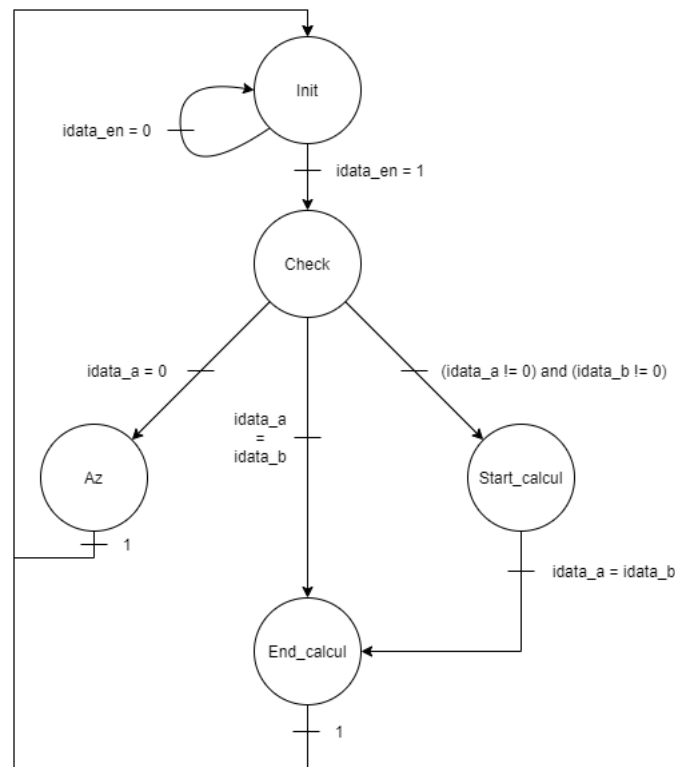 Init
idata_en = 0
idata_en = 1
Check
idata_a = 0
idata_a
=
idata_b
(idata_a != 0) and (idata_b != 0)
Az
Start_calcul
1
idata_a = idata_b
End_calcul
1